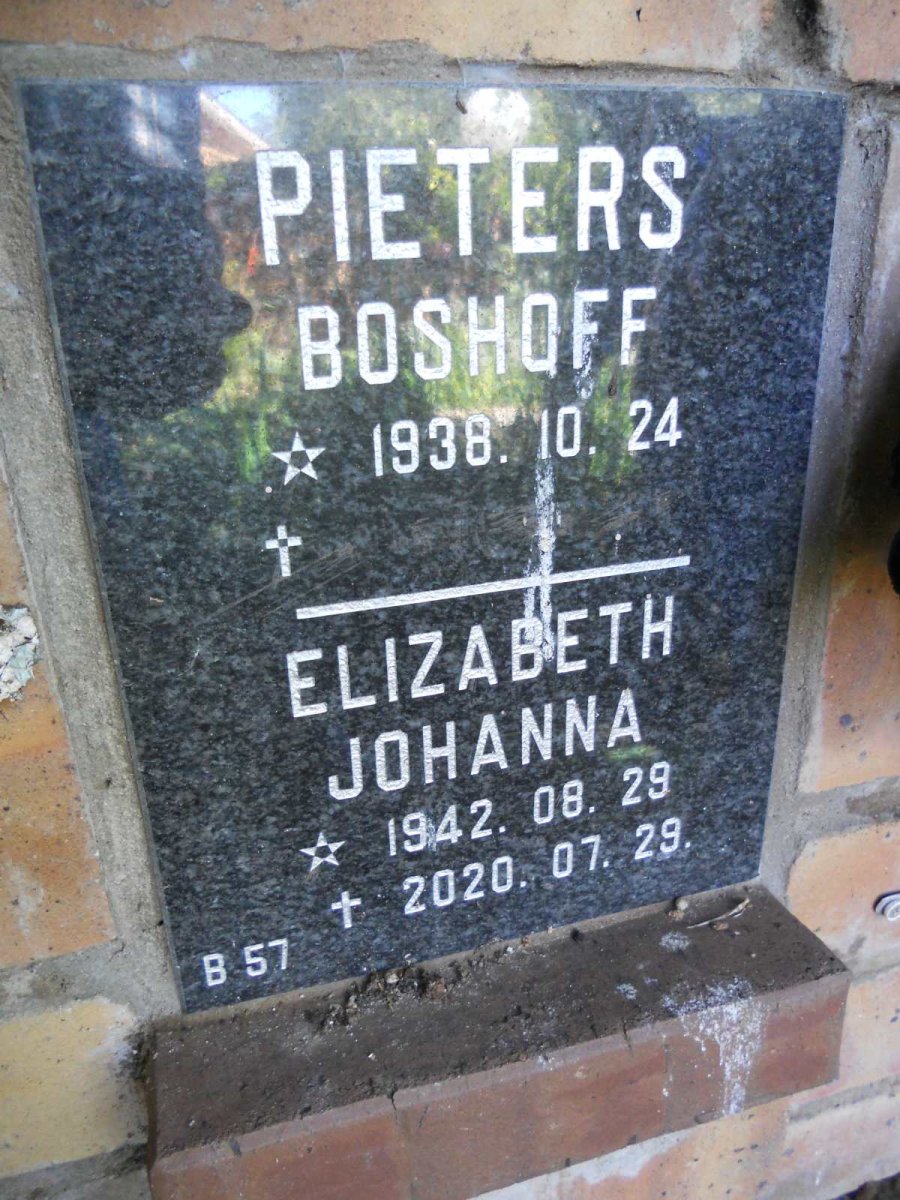 PIETERS
BOSHOFF
☆ 1938. 10. 24
✝
ELIZABETH
JOHANNA
☆ 1942. 08. 29
✝ 2020. 07. 29.
B 57